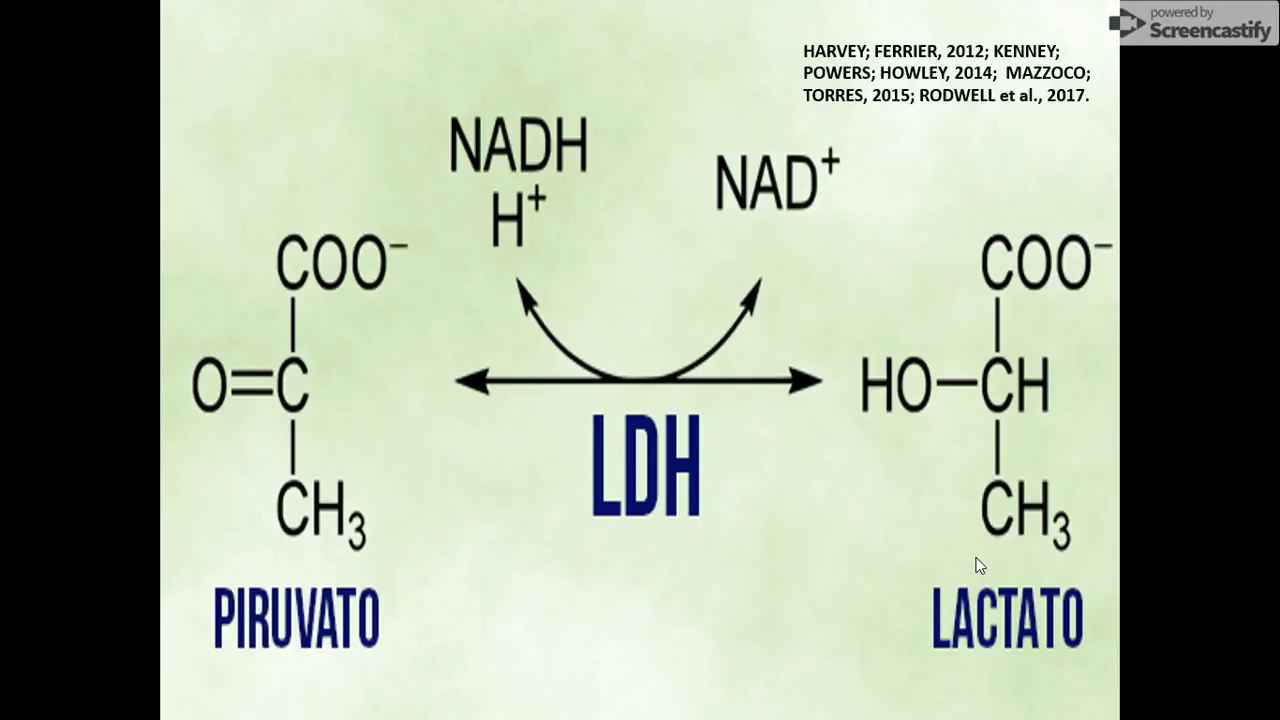 powered by
Screencastify
HARVEY; FERRIER, 2012; KENNEY;
POWERS; HOWLEY, 2014; MAZZOCO;
TORRES, 2015; RODWELL et al., 2017.
NADH
H⁺
NAD⁺
COO⁻
O=C
CH₃
PIRUVATO
LDH
COO⁻
HO—CH
CH₃
LACTATO